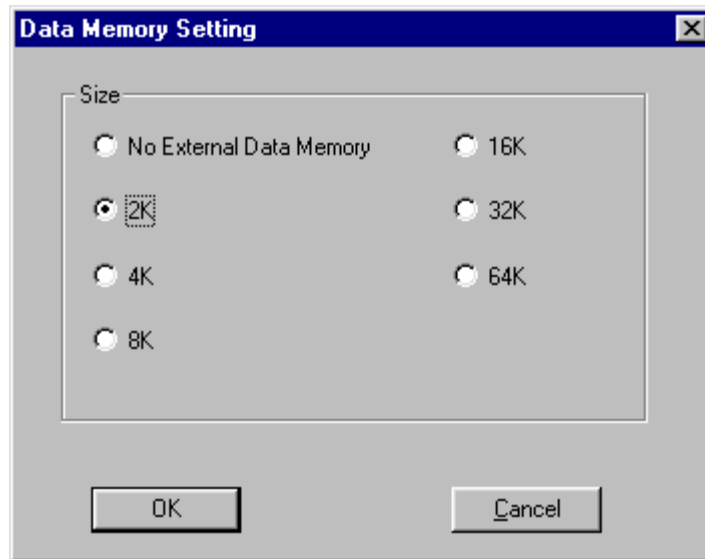 Data Memory Setting
Size
No External Data Memory
2K
4K
8K
16K
32K
64K
OK
Cancel